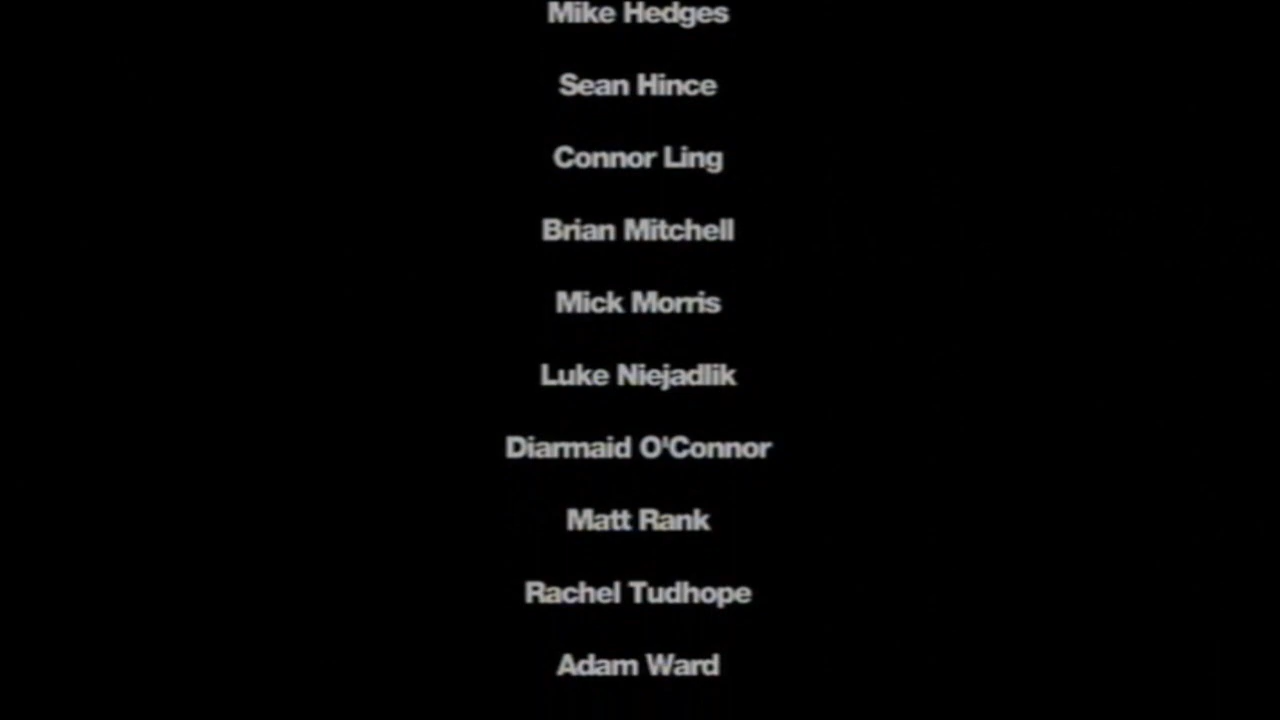 Mike Hedges
Sean Hince
Connor Ling
Brian Mitchell
Mick Morris
Luke Niejadlik
Diarmaid O'Connor
Matt Rank
Rachel Tudhope
Adam Ward